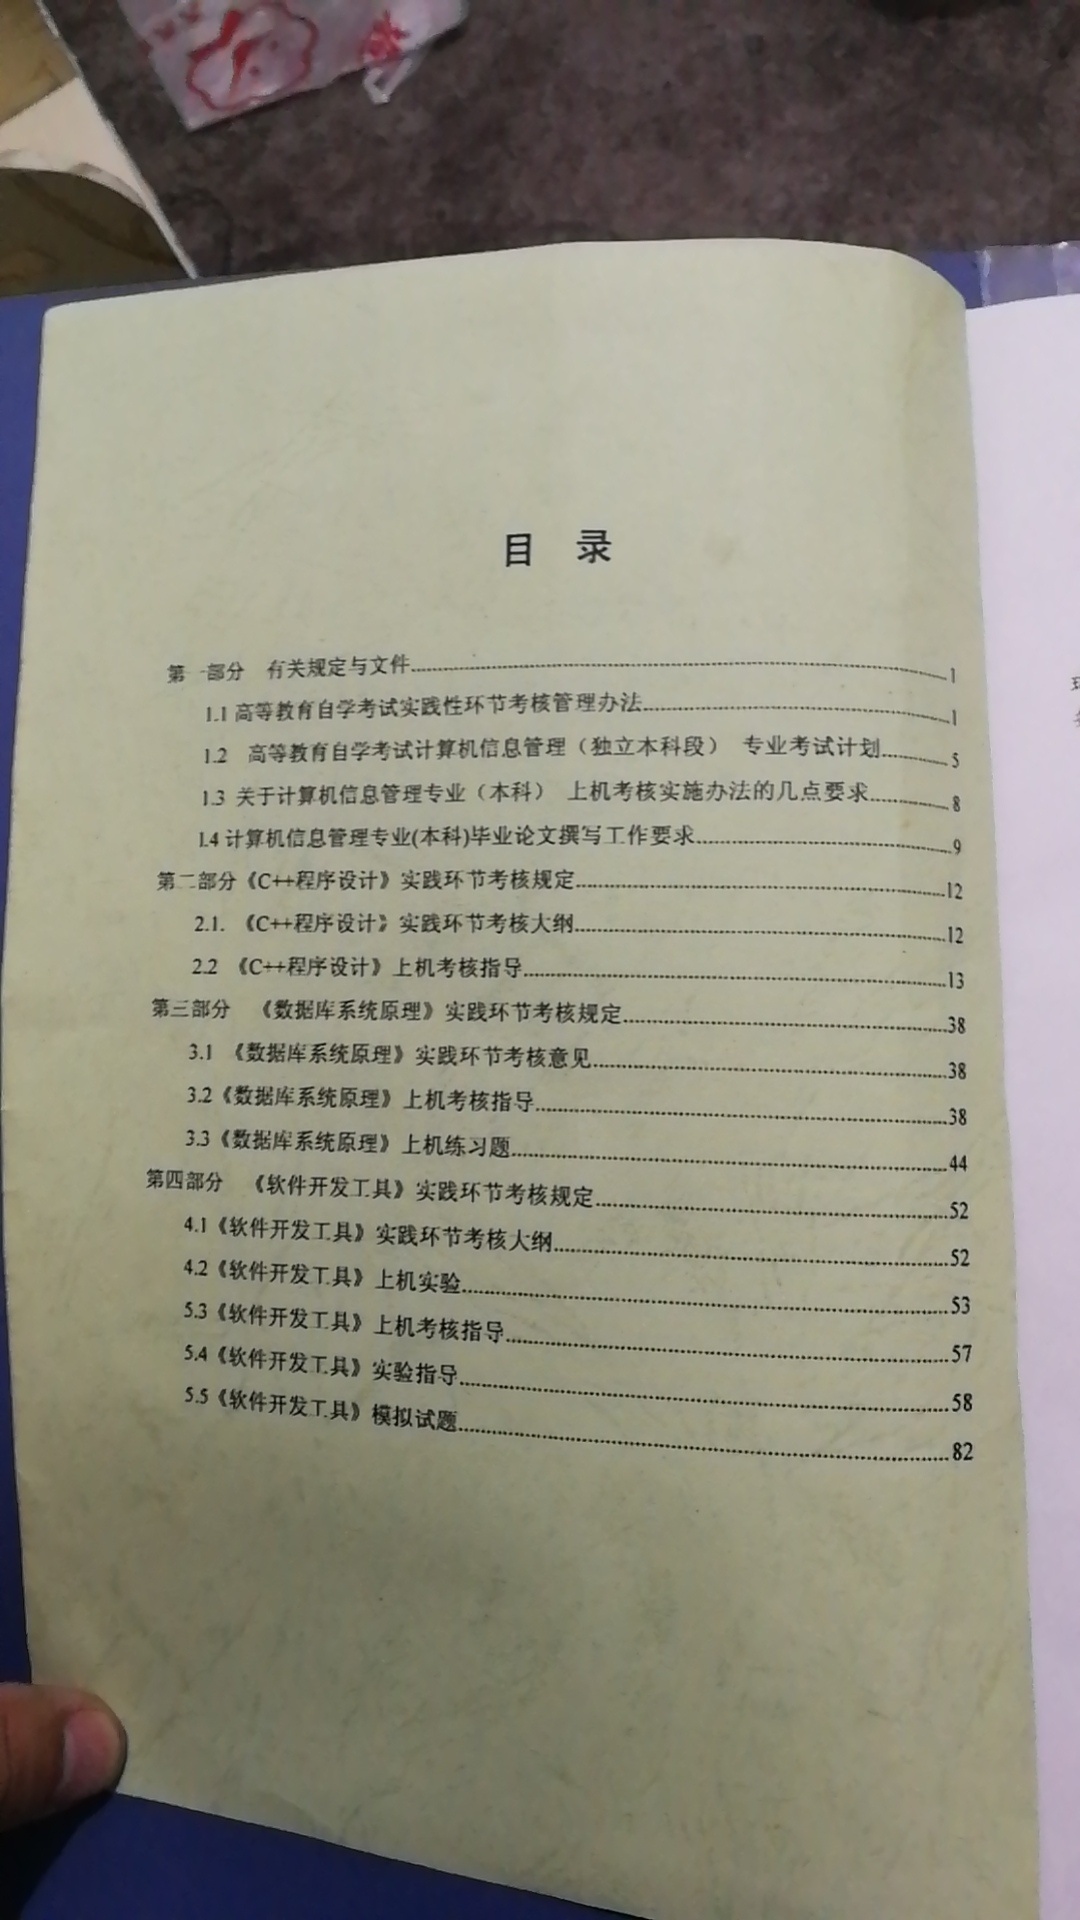 目 录
第一部分 有关规定与文件........1
1.1高等教育自学考试实践性环节考核管理办法........1
1.2 高等教育自学考试计算机信息管理（独立本科段） 专业考试计划........5
1.3 关于计算机信息管理专业（本科） 上机考核实施办法的几点要求........8
1.4计算机信息管理专业(本科)毕业论文撰写工作要求........9
第二部分《C++程序设计》实践环节考核规定........12
2.1. 《C++程序设计》实践环节考核大纲........12
2.2 《C++程序设计》上机考核指导........13
第三部分 《数据库系统原理》实践环节考核规定........38
3.1 《数据库系统原理》实践环节考核意见........38
3.2《数据库系统原理》上机考核指导........38
3.3《数据库系统原理》上机练习题........44
第四部分 《软件开发工具》实践环节考核规定........52
4.1《软件开发工具》实践环节考核大纲........52
4.2《软件开发工具》上机实验........53
5.3《软件开发工具》上机考核指导........57
5.4《软件开发工具》实验指导........58
5.5《软件开发工具》模拟试题........82